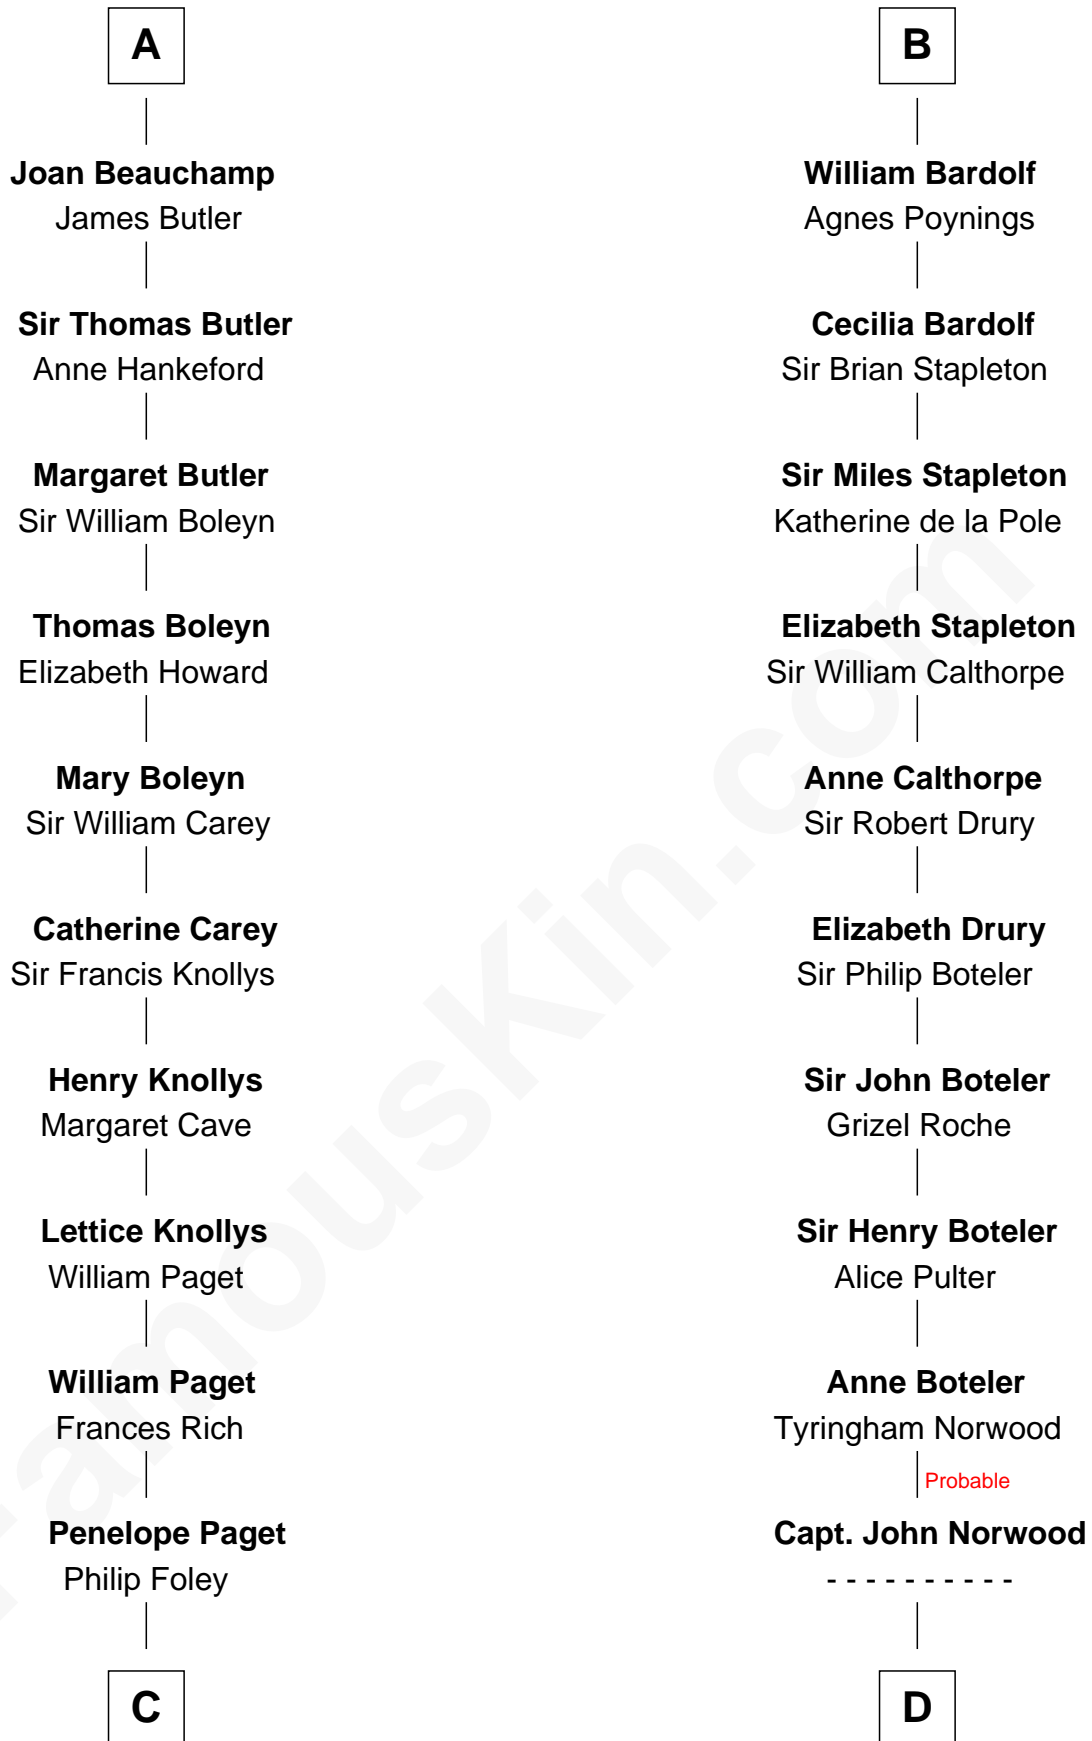 A
Joan Beauchamp
James Butler
Sir Thomas Butler
Anne Hankeford
Margaret Butler
Sir William Boleyn
Thomas Boleyn
Elizabeth Howard
Mary Boleyn
Sir William Carey
Catherine Carey
Sir Francis Knollys
Henry Knollys
Margaret Cave
Lettice Knollys
William Paget
William Paget
Frances Rich
Penelope Paget
Philip Foley
C
B
William Bardolf
Agnes Poynings
Cecilia Bardolf
Sir Brian Stapleton
Sir Miles Stapleton
Katherine de la Pole
Elizabeth Stapleton
Sir William Calthorpe
Anne Calthorpe
Sir Robert Drury
Elizabeth Drury
Sir Philip Boteler
Sir John Boteler
Grizel Roche
Sir Henry Boteler
Alice Pulter
Anne Boteler
Tyringham Norwood
Probable
Capt. John Norwood
- - - - - - - - - -
D
FamousKin.com